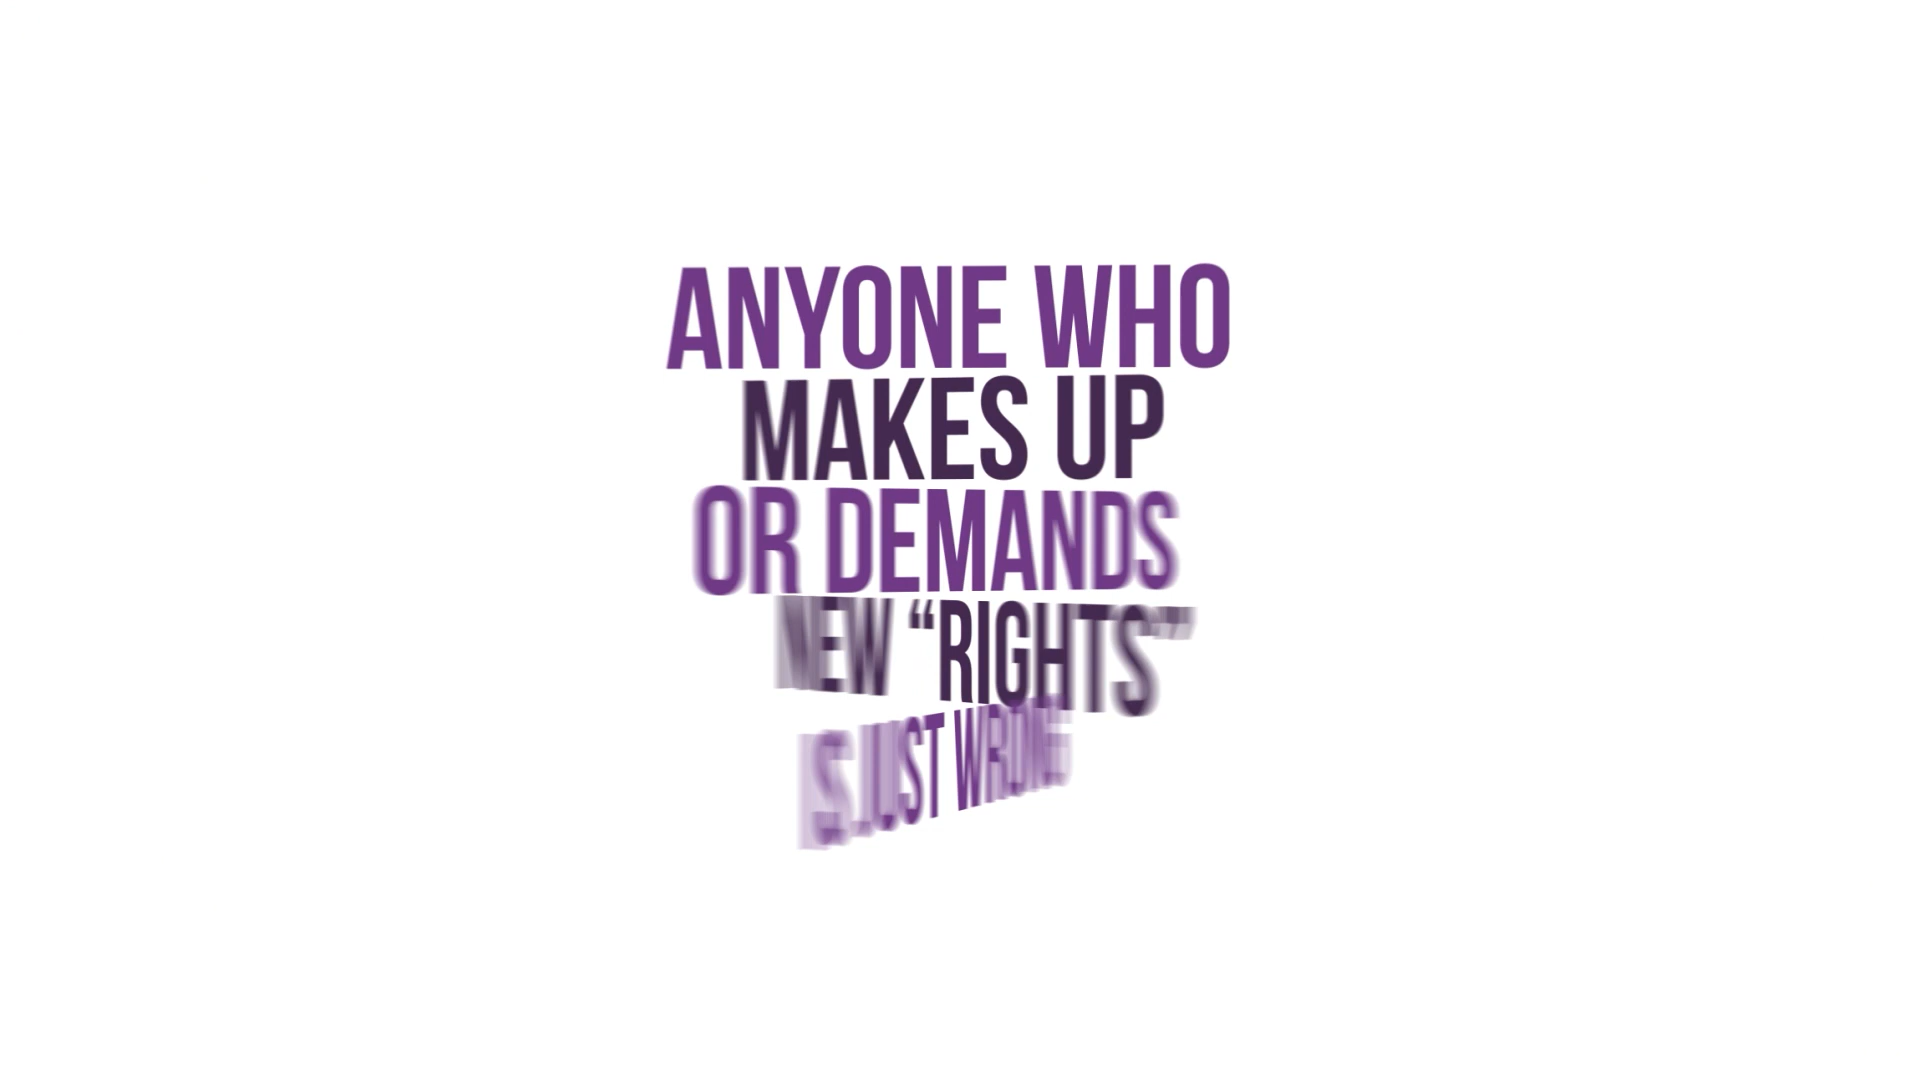 ANYONE WHO
MAKES UP
OR DEMANDS
NEW “RIGHTS”
IS JUST WRONG